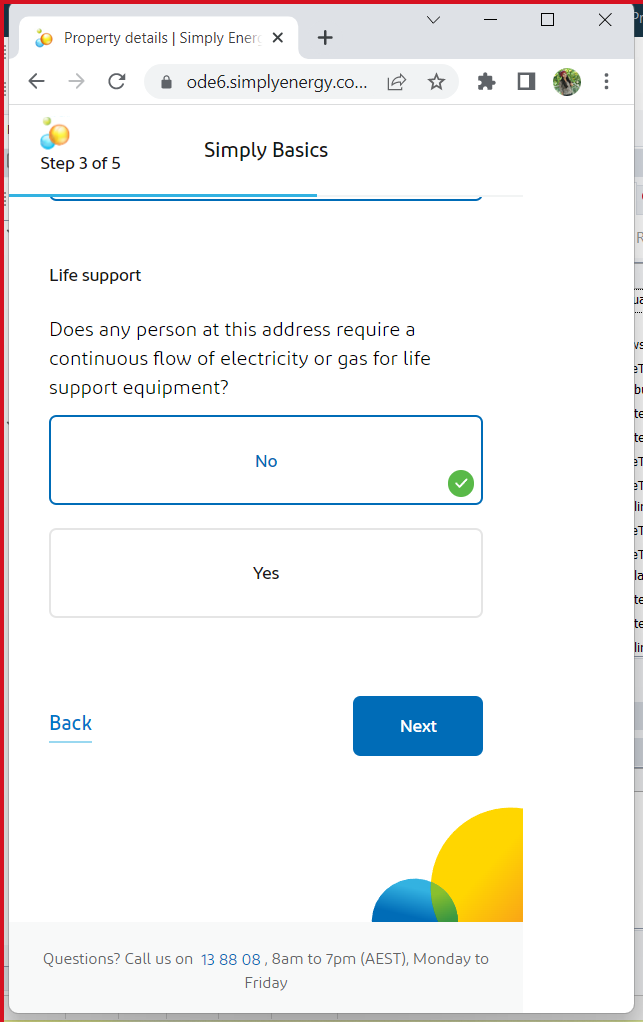 Property details | Simply Energ
ode6.simplyenergy.co...
Step 3 of 5
Simply Basics
Life support
Does any person at this address require a
continuous flow of electricity or gas for life
support equipment?
No
Yes
Back
Next
Questions? Call us on 13 88 08 , 8am to 7pm (AEST), Monday to
Friday